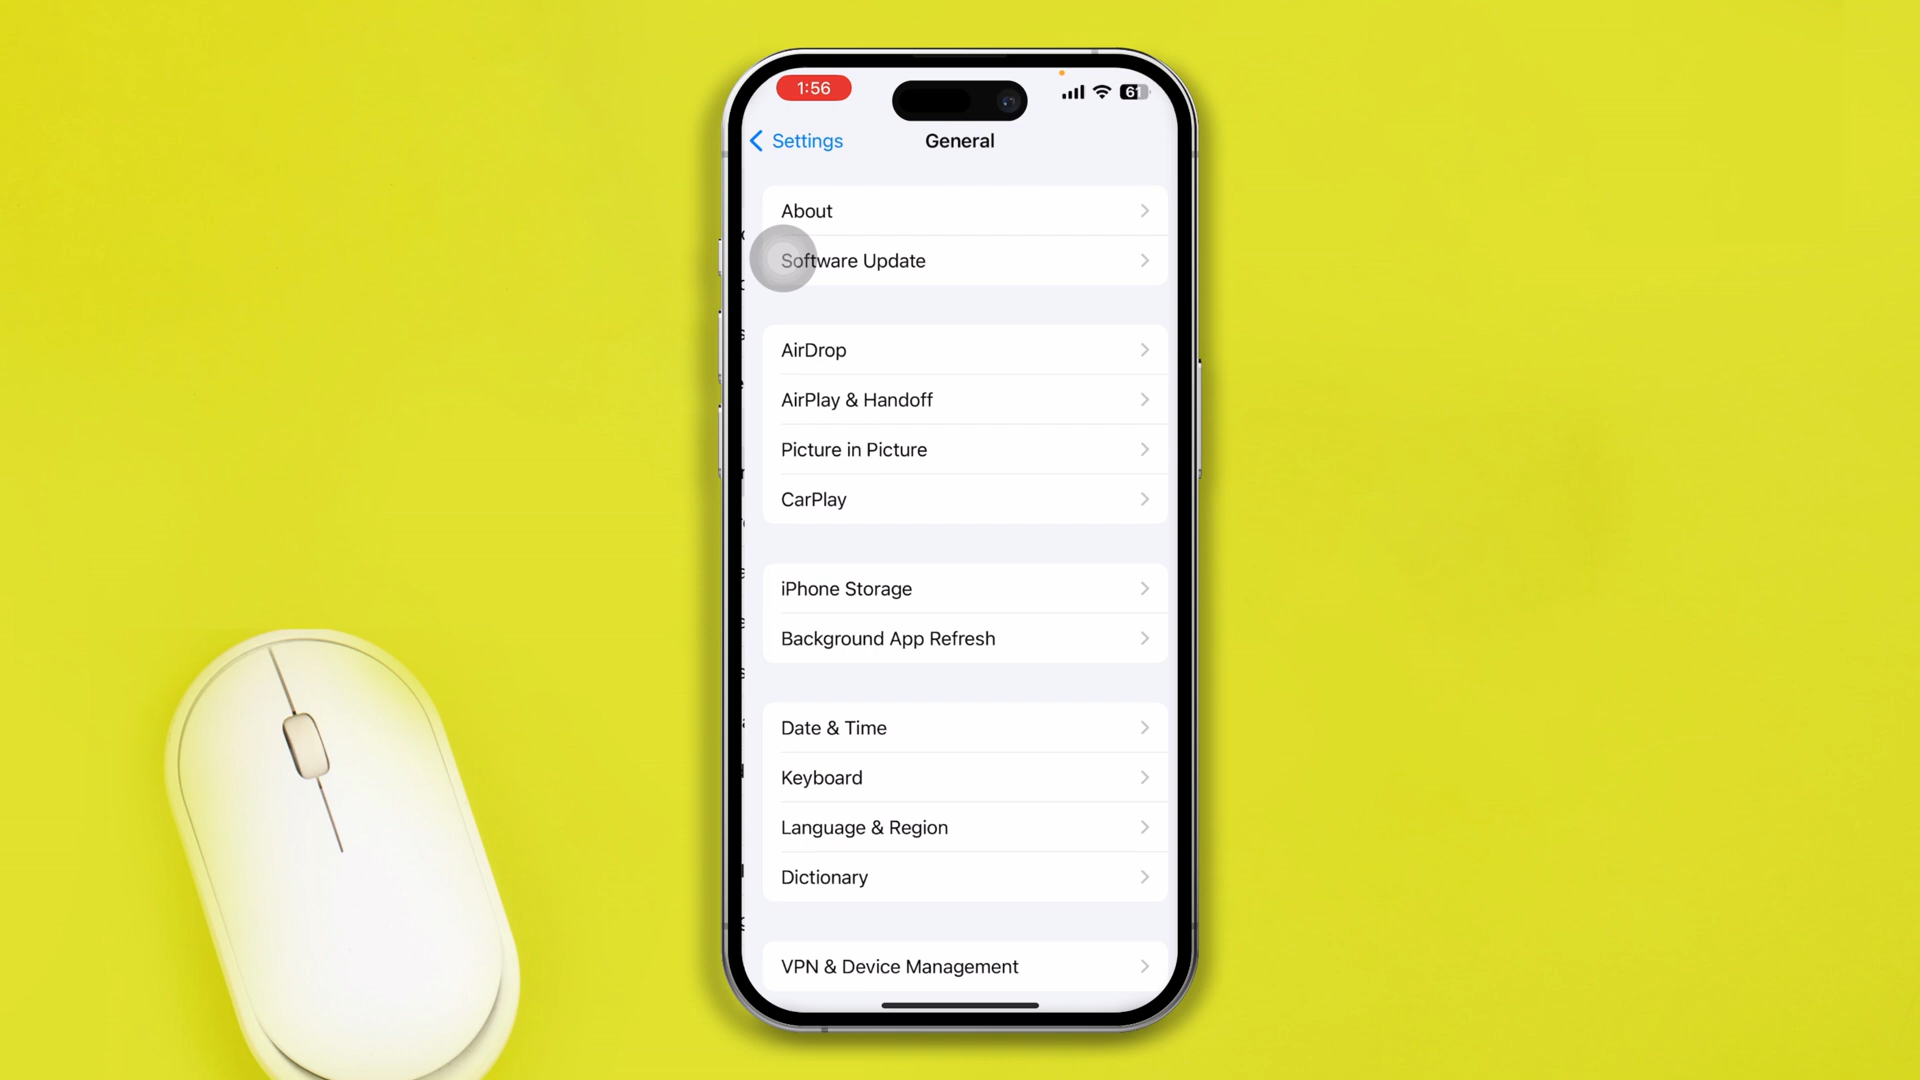 1:56
61
Settings
General
About
Software Update
AirDrop
AirPlay & Handoff
Picture in Picture
CarPlay
iPhone Storage
Background App Refresh
Date & Time
Keyboard
Language & Region
Dictionary
VPN & Device Management